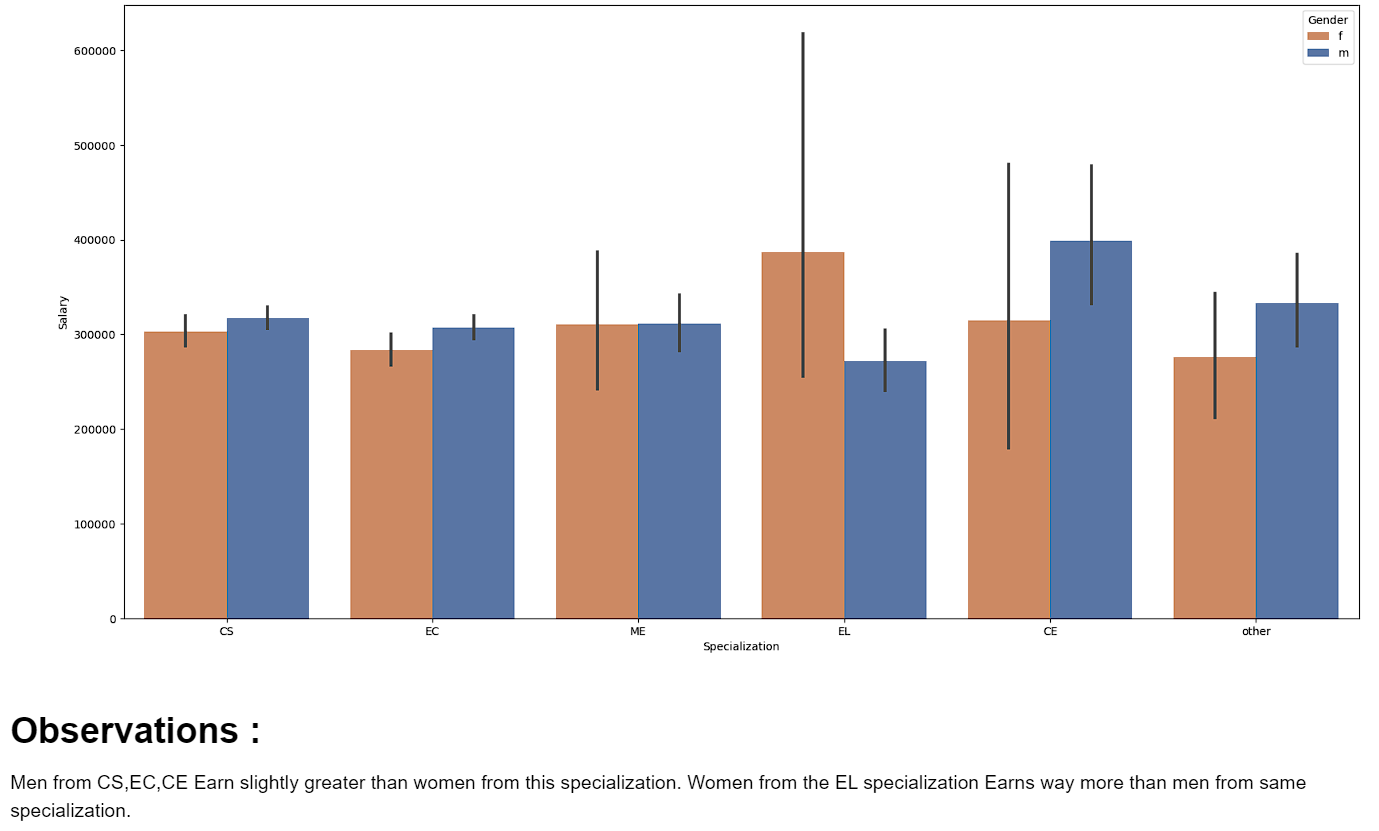 Gender
f
m
600000
500000
400000
300000
200000
100000
0
Salary
CS EC ME EL CE other
Specialization
Observations :
Men from CS,EC,CE Earn slightly greater than women from this specialization. Women from the EL specialization Earns way more than men from same
specialization.